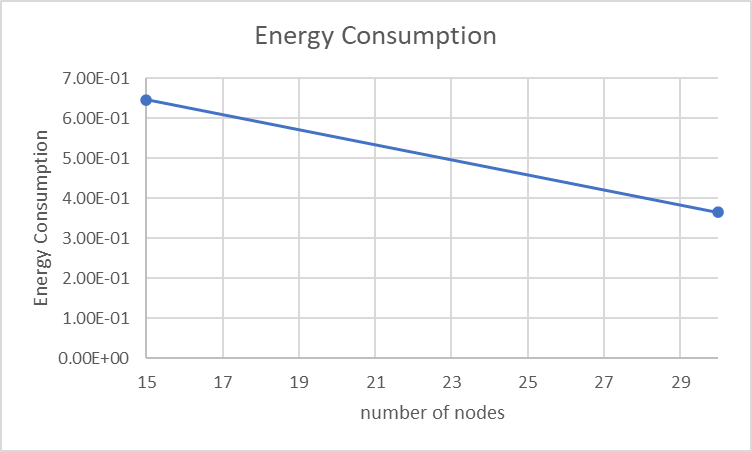 Energy Consumption
7.00E-01
6.00E-01
5.00E-01
4.00E-01
3.00E-01
2.00E-01
1.00E-01
0.00E+00
Energy Consumption
15 17 19 21 23 25 27 29
number of nodes